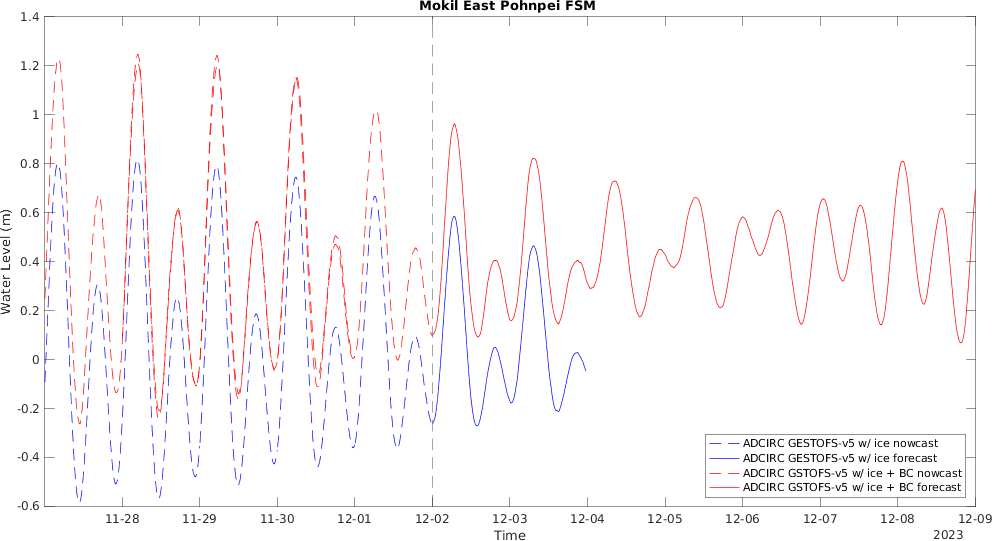 Mokil East Pohnpei FSM
1.4
1.2
1
0.8
0.6
0.4
0.2
0
-0.2
-0.4
-0.6
Water Level (m)
ADCIRC GESTOFS-v5 w/ ice nowcast
ADCIRC GESTOFS-v5 w/ ice forecast
ADCIRC GSTOFS-v5 w/ ice + BC nowcast
ADCIRC GSTOFS-v5 w/ ice + BC forecast
11-28 11-29 11-30 12-01 12-02 12-03 12-04 12-05 12-06 12-07 12-08 12-09
Time
2023